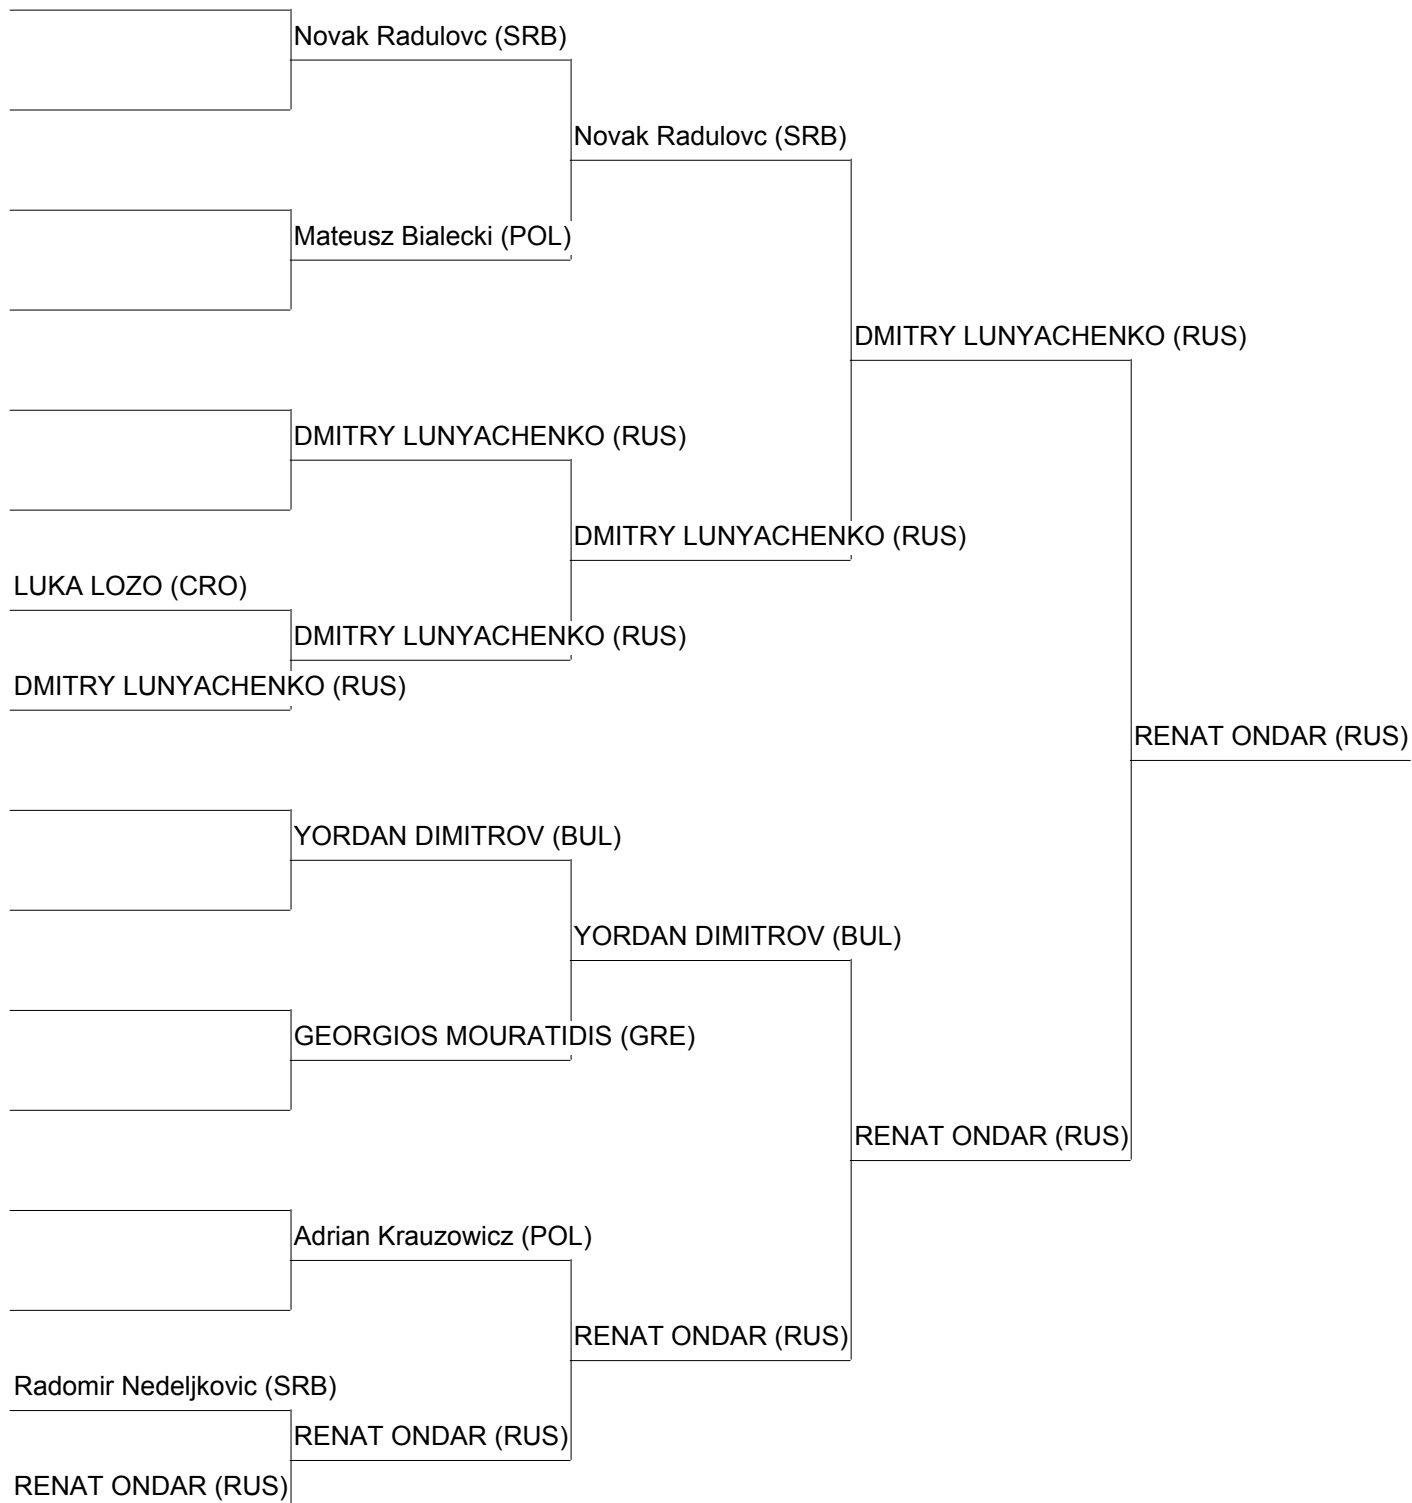 Novak Radulovc (SRB)
Novak Radulovc (SRB)
Mateusz Bialecki (POL)
DMITRY LUNYACHENKO (RUS)
DMITRY LUNYACHENKO (RUS)
DMITRY LUNYACHENKO (RUS)
LUKA LOZO (CRO)
DMITRY LUNYACHENKO (RUS)
DMITRY LUNYACHENKO (RUS)
RENAT ONDAR (RUS)
YORDAN DIMITROV (BUL)
YORDAN DIMITROV (BUL)
GEORGIOS MOURATIDIS (GRE)
RENAT ONDAR (RUS)
Adrian Krauzowicz (POL)
RENAT ONDAR (RUS)
Radomir Nedeljkovic (SRB)
RENAT ONDAR (RUS)
RENAT ONDAR (RUS)